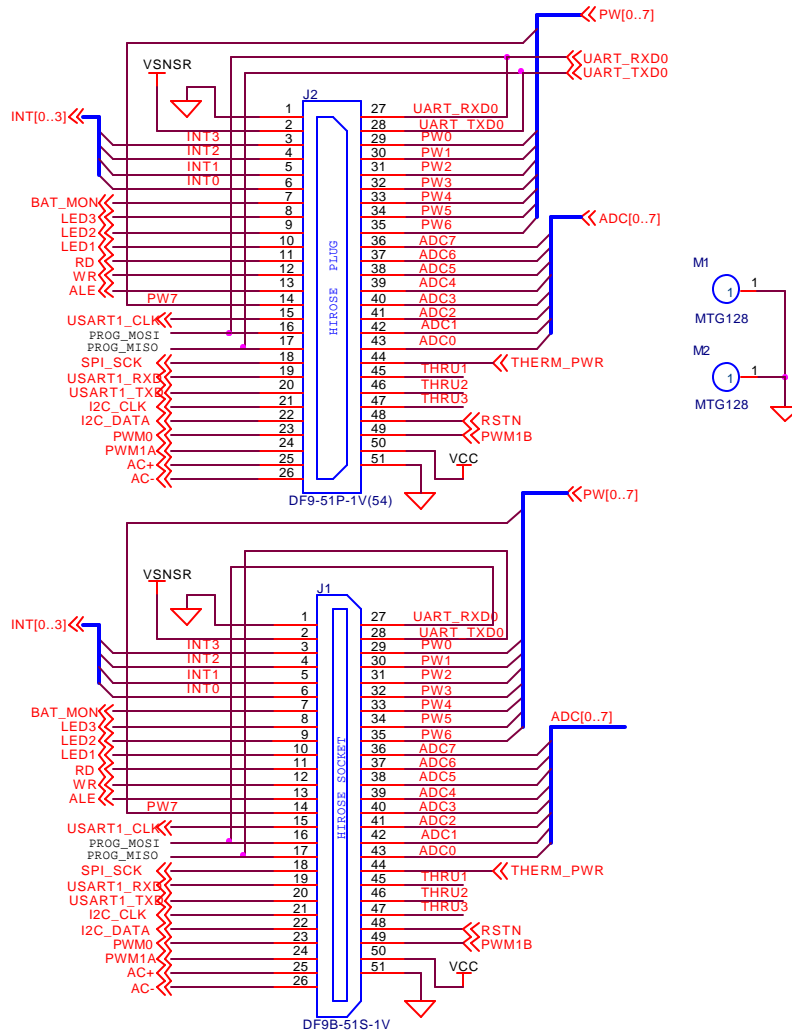 PW[0..7]
UART_RXD0
UART_TXD0
VSNSR
J2
INT[0..3]
1 27 UART_RXD0
2 28 UART_TXD0
INT3 3 29 PW0
INT2 4 30 PW1
INT1 5 31 PW2
INT0 6 32 PW3
BAT_MON 7 33 PW4
LED3 8 34 PW5
LED2 9 35 PW6
LED1 10 36 ADC7
RD 11 37 ADC6
WR 12 38 ADC5
ALE 13 39 ADC4
PW7 14 40 ADC3
USART1_CLK 15 41 ADC2
PROG_MOSI 16 42 ADC1
PROG_MISO 17 43 ADC0
SPI_SCK 18 44 THERM_PWR
USART1_RXD 19 45 THRU1
USART1_TXD 20 46 THRU2
I2C_CLK 21 47 THRU3
I2C_DATA 22 48 RSTN
PWM0 23 49 PWM1B
PWM1A 24 50
AC+ 25 51 VCC
AC- 26
HIROSE PLUG
DF9-51P-1V(54)
ADC[0..7]
M1
1 1
MTG128
M2
1 1
MTG128
PW[0..7]
VSNSR
J1
INT[0..3]
1 27 UART_RXD0
2 28 UART_TXD0
INT3 3 29 PW0
INT2 4 30 PW1
INT1 5 31 PW2
INT0 6 32 PW3
BAT_MON 7 33 PW4
LED3 8 34 PW5
LED2 9 35 PW6
LED1 10 36 ADC7
RD 11 37 ADC6
WR 12 38 ADC5
ALE 13 39 ADC4
PW7 14 40 ADC3
USART1_CLK 15 41 ADC2
PROG_MOSI 16 42 ADC1
PROG_MISO 17 43 ADC0
SPI_SCK 18 44 THERM_PWR
USART1_RXD 19 45 THRU1
USART1_TXD 20 46 THRU2
I2C_CLK 21 47 THRU3
I2C_DATA 22 48 RSTN
PWM0 23 49 PWM1B
PWM1A 24 50
AC+ 25 51 VCC
AC- 26
HIROSE SOCKET
DF9B-51S-1V
ADC[0..7]